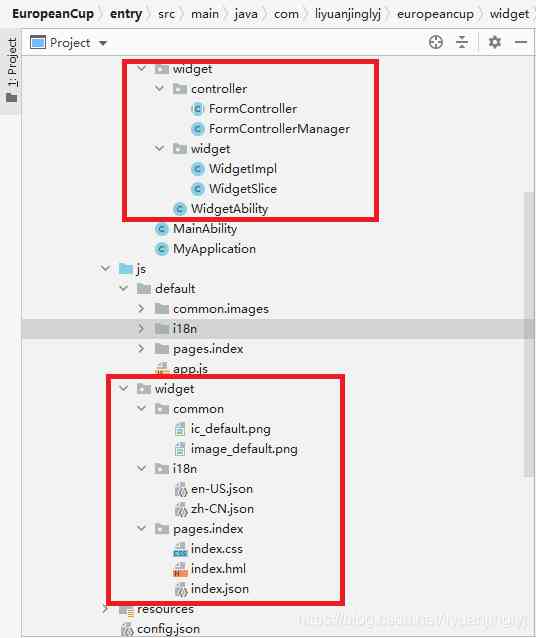 EuropeanCup entry src main java com liyuanjinglyj europeancup widget
Project
1: Project
widget
controller
FormController
FormControllerManager
widget
WidgetImpl
WidgetSlice
WidgetAbility
MainAbility
MyApplication
js
default
common.images
i18n
pages.index
app.js
widget
common
ic_default.png
image_default.png
i18n
en-US.json
zh-CN.json
pages.index
index.css
index.hml
index.json
resources
https://blog.csdn.net/liyuanjinglyj
config.json